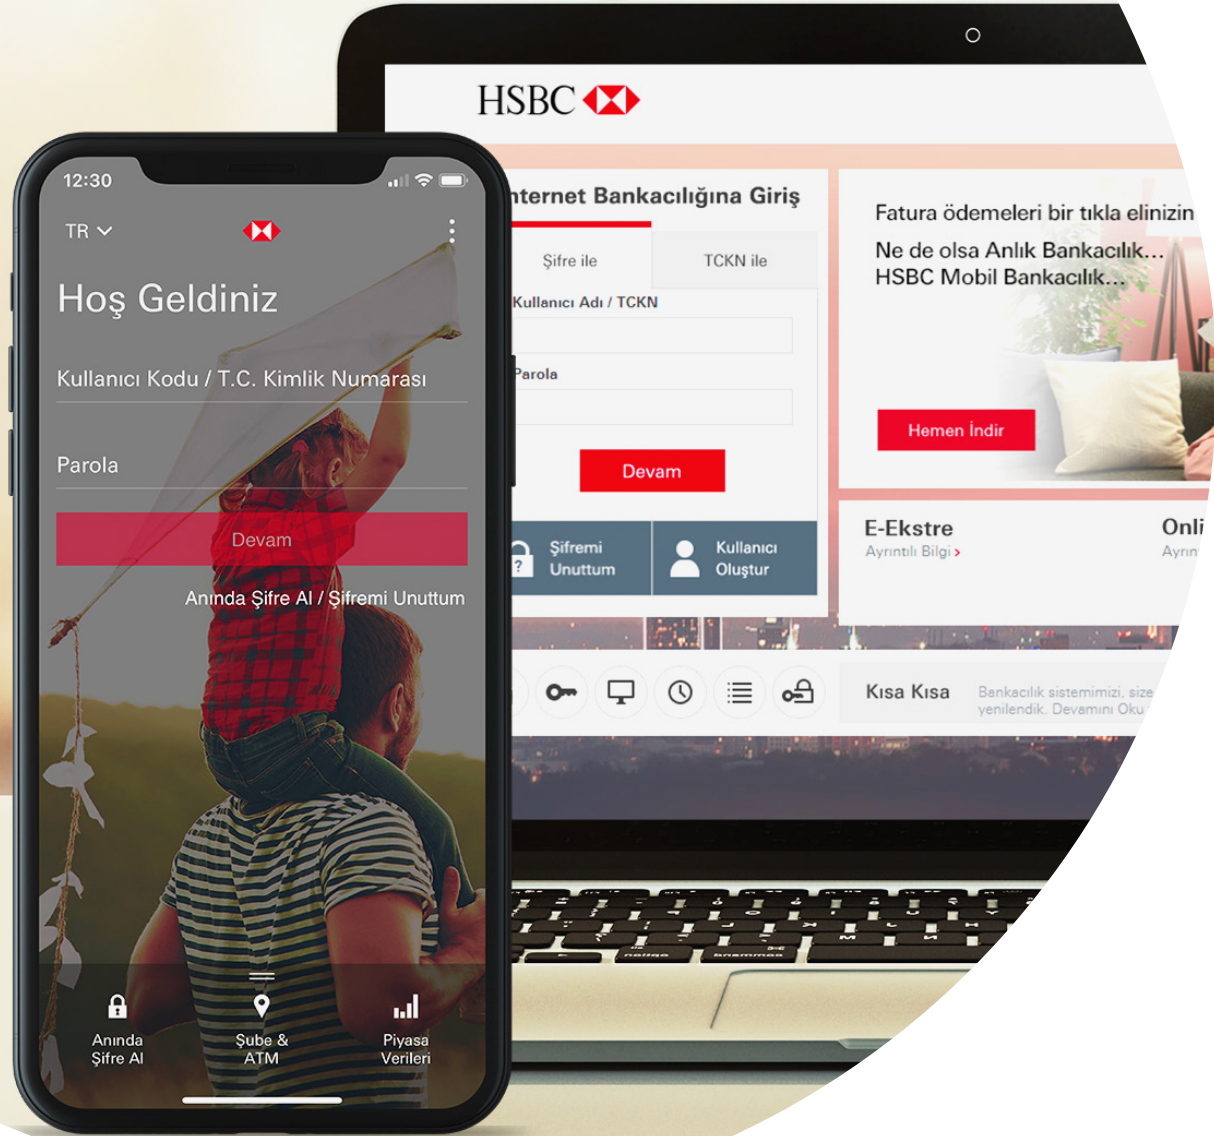 HSBC
12:30
TR
Hoş Geldiniz
Kullanıcı Kodu / T.C. Kimlik Numarası
Parola
Devam
Anında Şifre Al / Şifremi Unuttum
Anında
Şifre Al
Şube &
ATM
Piyasa
Verileri
nternet Bankacılığına Giriş
Şifre ile
TCKN ile
Kullanıcı Adı / TCKN
Parola
Devam
Şifremi
Unuttum
Kullanıcı
Oluştur
Fatura ödemeleri bir tıkla elinizin
Ne de olsa Anlık Bankacılık...
HSBC Mobil Bankacılık...
Hemen İndir
E-Ekstre
Ayrıntılı Bilgi
Onli
Ayrın
Kısa Kısa
Bankacılık sistemimizi, size
yenilendik. Devamını Oku